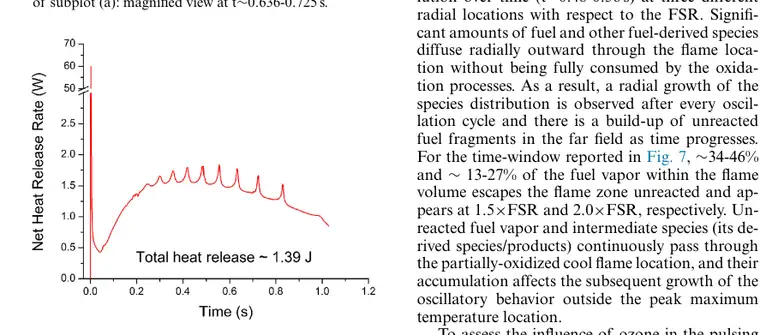 of subplot (a): magnified view at t~0.636-0.725 s.
70
60
50
2.5
2.0
1.5
1.0
0.5
0.0
Net Heat Release Rate (W)
Total heat release ~ 1.39 J
0.0 0.2 0.4 0.6 0.8 1.0 1.2
Time (s)
radial locations with respect to the FSR. Signifi-
cant amounts of fuel and other fuel-derived species
diffuse radially outward through the flame loca-
tion without being fully consumed by the oxida-
tion processes. As a result, a radial growth of the
species distribution is observed after every oscil-
lation cycle and there is a build-up of unreacted
fuel fragments in the far field as time progresses.
For the time-window reported in Fig. 7, ~34-46%
and ~ 13-27% of the fuel vapor within the flame
volume escapes the flame zone unreacted and ap-
pears at 1.5×FSR and 2.0×FSR, respectively. Un-
reacted fuel vapor and intermediate species (its de-
rived species/products) continuously pass through
the partially-oxidized cool flame location, and their
accumulation affects the subsequent growth of the
oscillatory behavior outside the peak maximum
temperature location.
To assess the influence of ozone in the pulsing